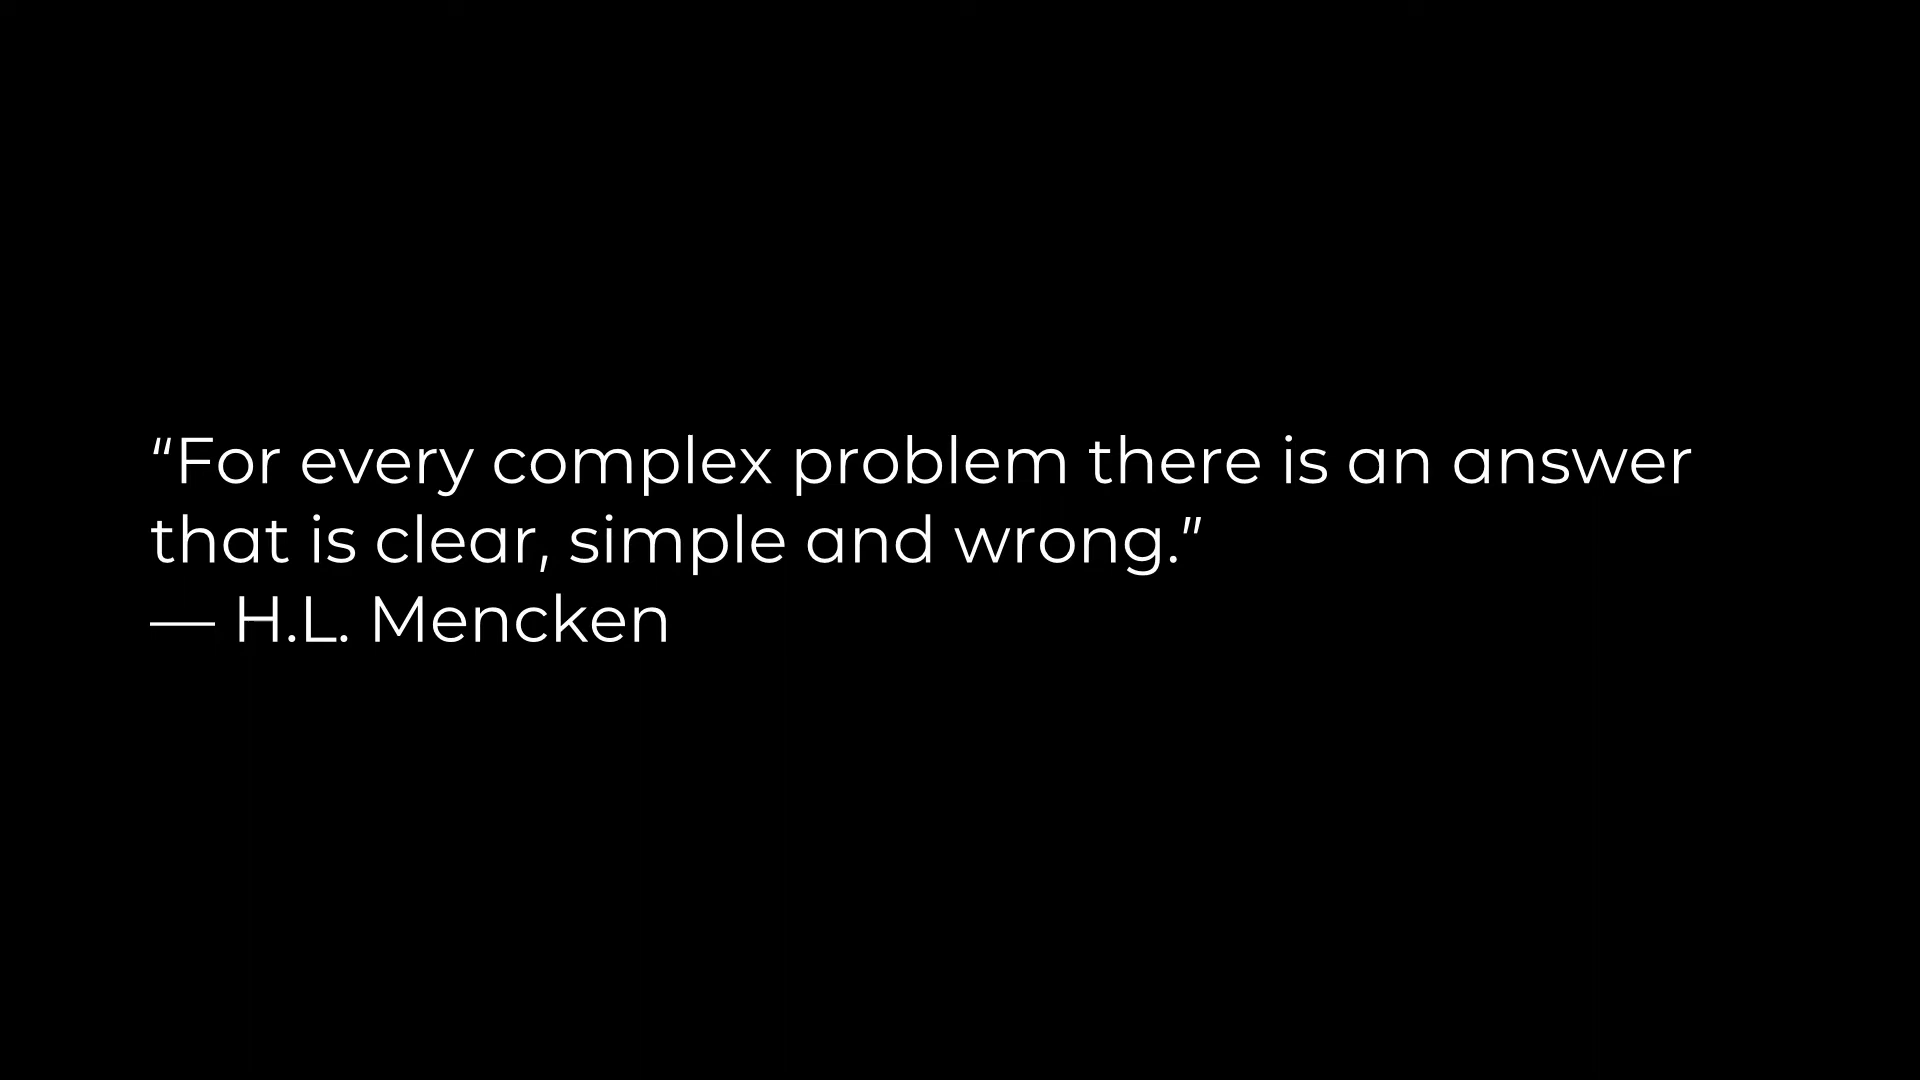 “For every complex problem there is an answer
that is clear, simple and wrong.”
— H.L. Mencken